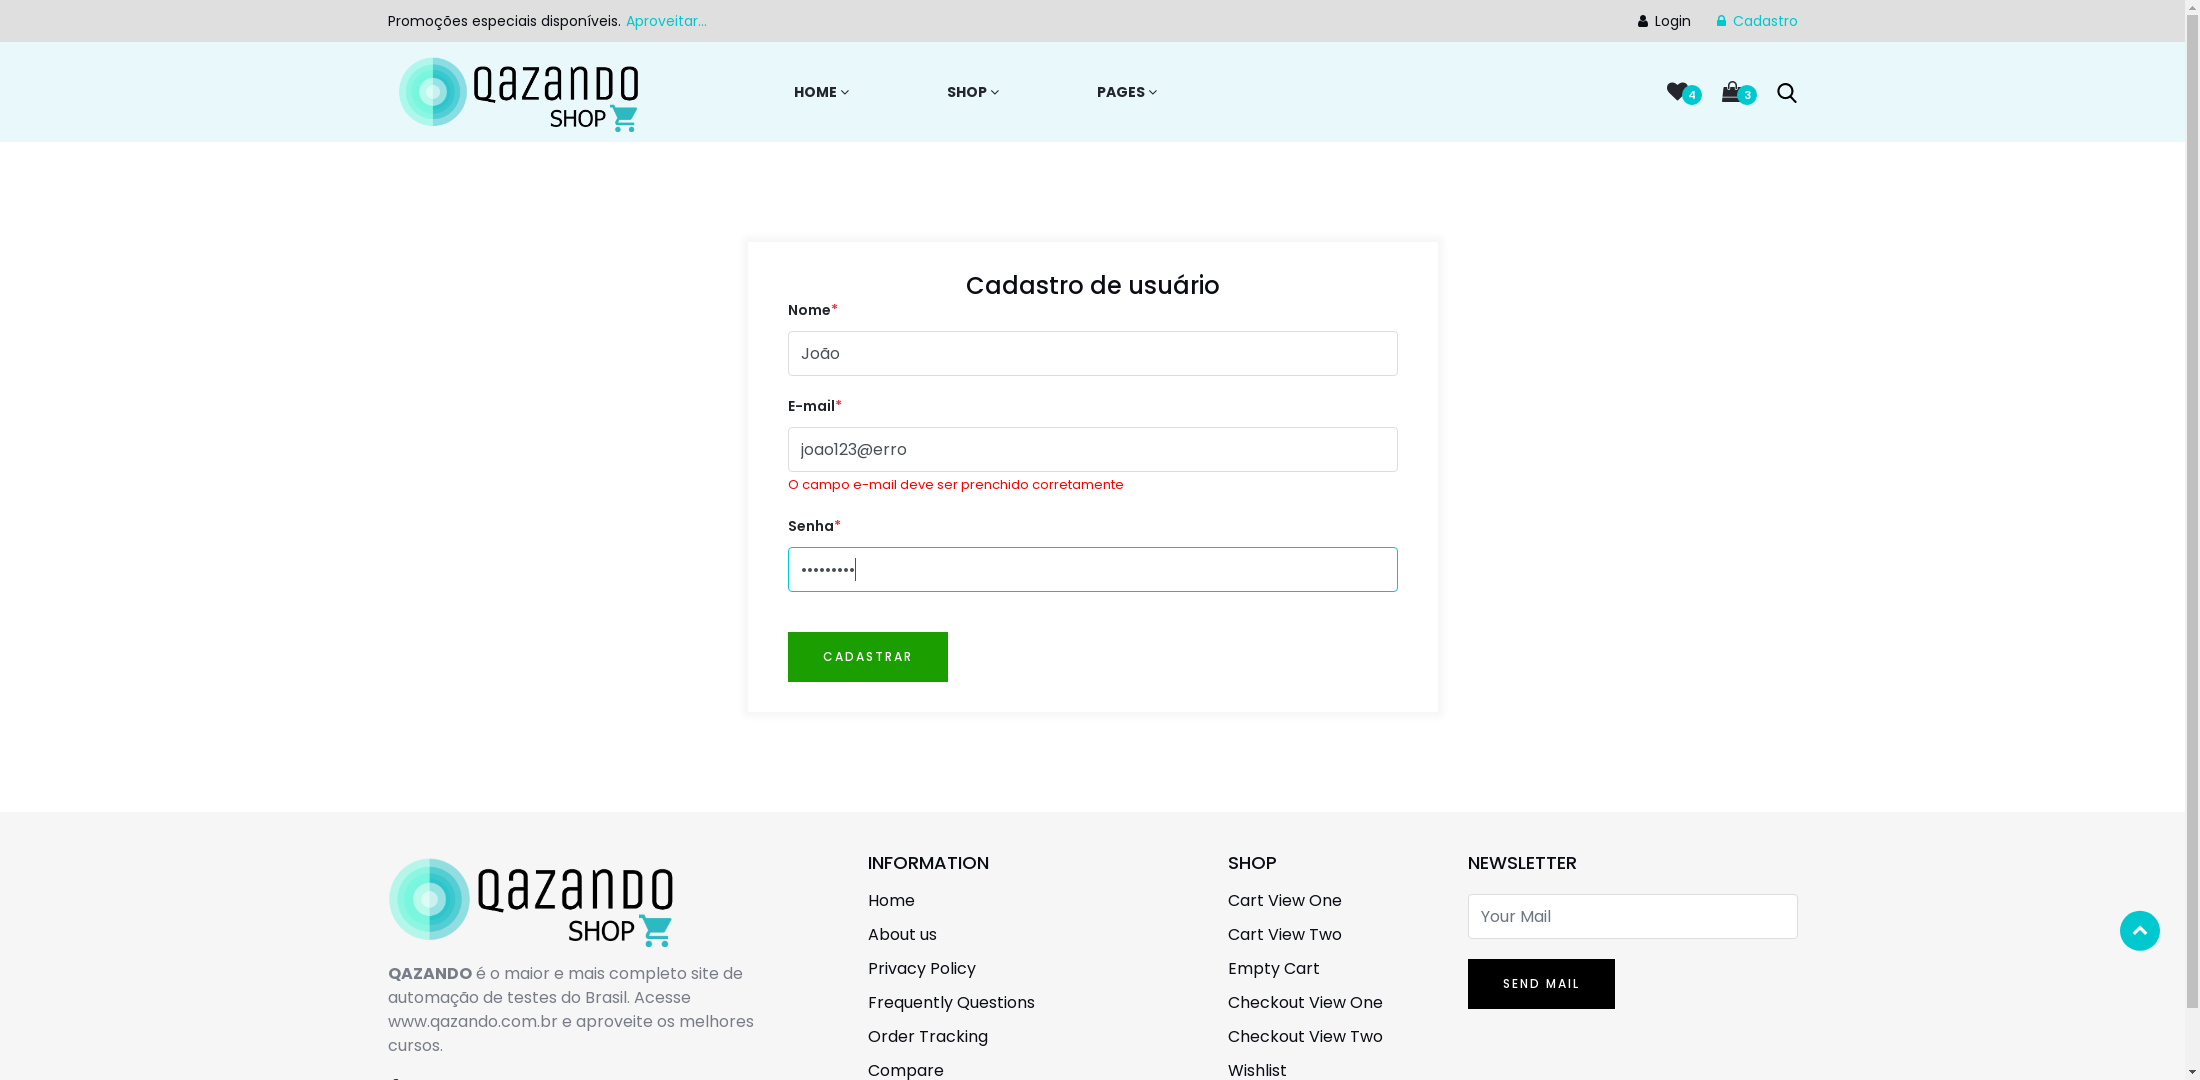 Promoções especiais disponíveis. Aproveitar...
Login
Cadastro
QAZANDO
SHOP
HOME
SHOP
PAGES
4
3
Cadastro de usuário
Nome*
João
E-mail*
joao123@erro
O campo e-mail deve ser prenchido corretamente
Senha*
•••••••••
CADASTRAR
QAZANDO
SHOP
QAZANDO é o maior e mais completo site de
automação de testes do Brasil. Acesse
www.qazando.com.br e aproveite os melhores
cursos.
INFORMATION
Home
About us
Privacy Policy
Frequently Questions
Order Tracking
Compare
SHOP
Cart View One
Cart View Two
Empty Cart
Checkout View One
Checkout View Two
Wishlist
NEWSLETTER
Your Mail
SEND MAIL